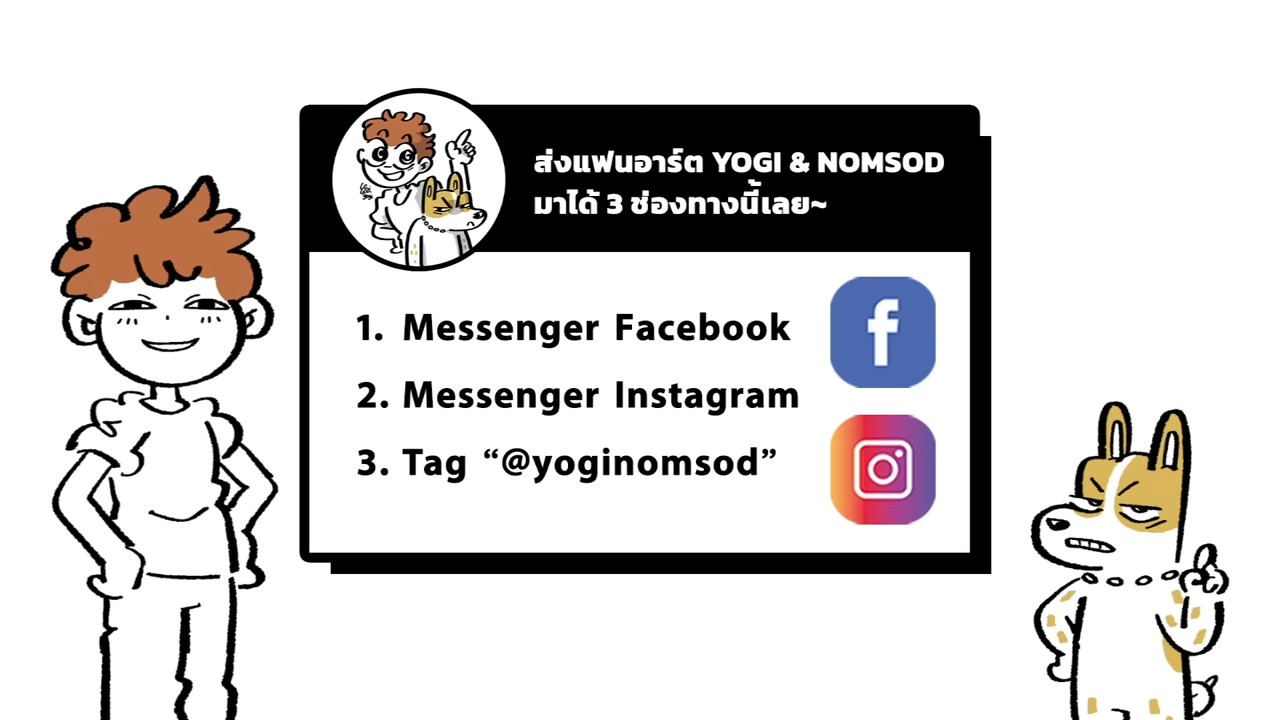 ส่งแฟนอาร์ต YOGI & NOMSOD
มาได้ 3 ช่องทางนี้เลย~
1. Messenger Facebook
2. Messenger Instagram
3. Tag “@yoginomsod”